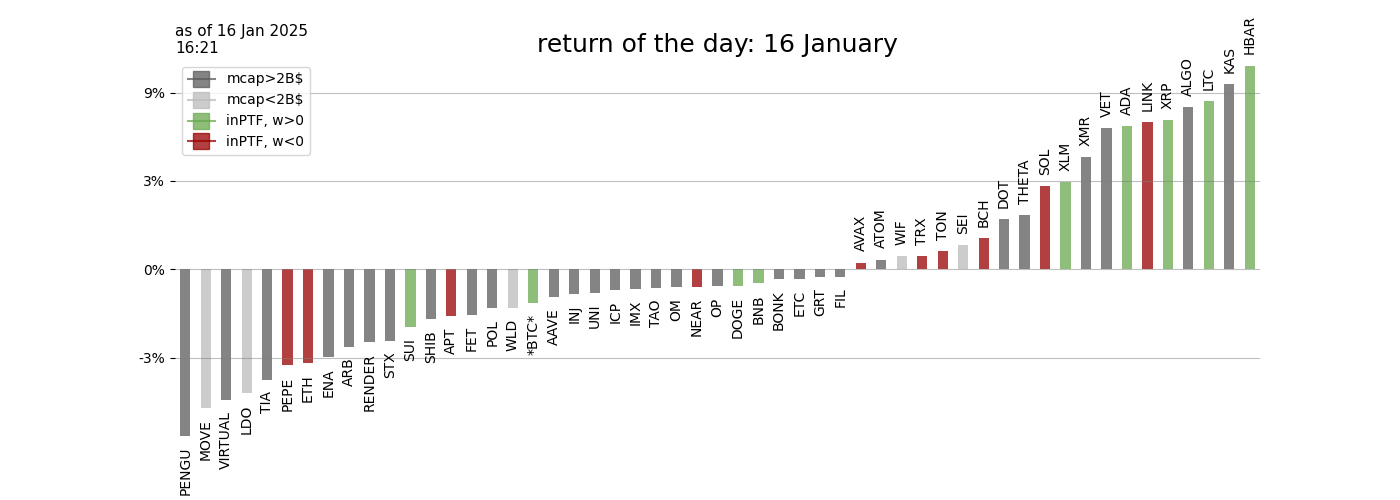 as of 16 Jan 2025
16:21
return of the day: 16 January
mcap>2B$
mcap<2B$
inPTF, w>0
inPTF, w<0
9%
3%
0%
-3%
PENGU
MOVE
VIRTUAL
LDO
TIA
PEPE
ETH
ENA
ARB
RENDER
STX
SUI
SHIB
APT
FET
POL
WLD
*BTC*
AAVE
INJ
UNI
ICP
IMX
TAO
OM
NEAR
OP
DOGE
BNB
BONK
ETC
GRT
FIL
AVAX
ATOM
WIF
TRX
TON
SEI
BCH
DOT
THETA
SOL
XLM
XMR
VET
ADA
LINK
XRP
ALGO
LTC
KAS
HBAR